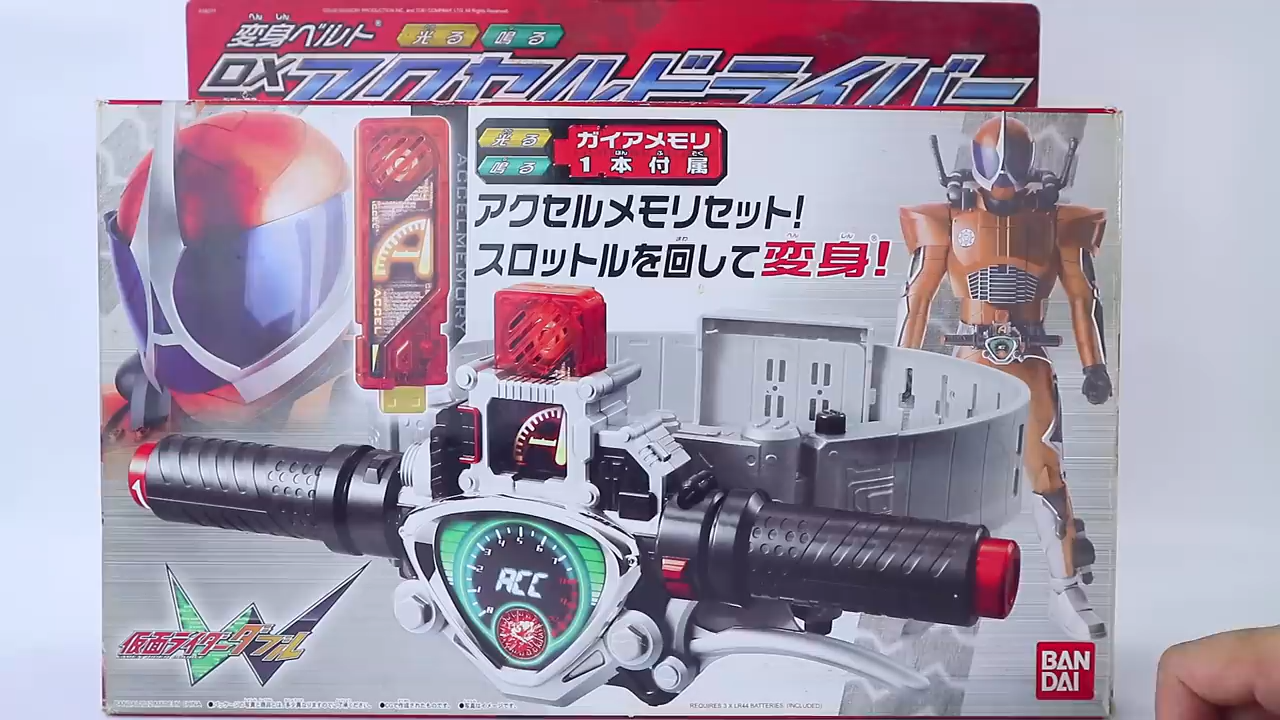 変身ベルト
光る 鳴る
DXアクセルドライバー
光る
鳴る
ガイアメモリ
1本付属
アクセルメモリセット!
スロットルを回して変身!
ACCELMEMORY
ACCEL
ACC
仮面ライダーダブル
BAN
DAI
REQUIRES 3 X LR44 BATTERIES (INCLUDED)